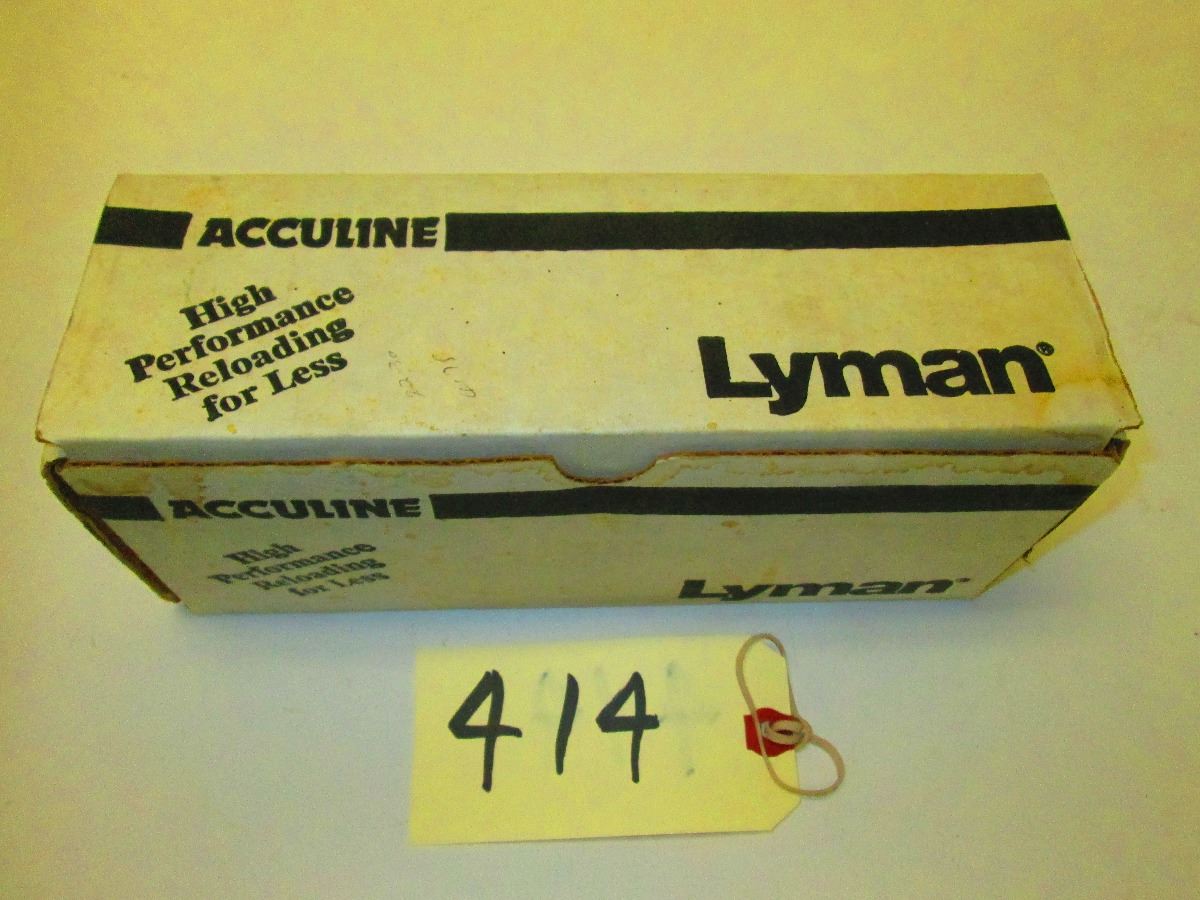 ACCULINE
High
Performance
Reloading
for Less
Lyman®
ACCULINE
High
Performance
Reloading
for Less
Lyman®
414